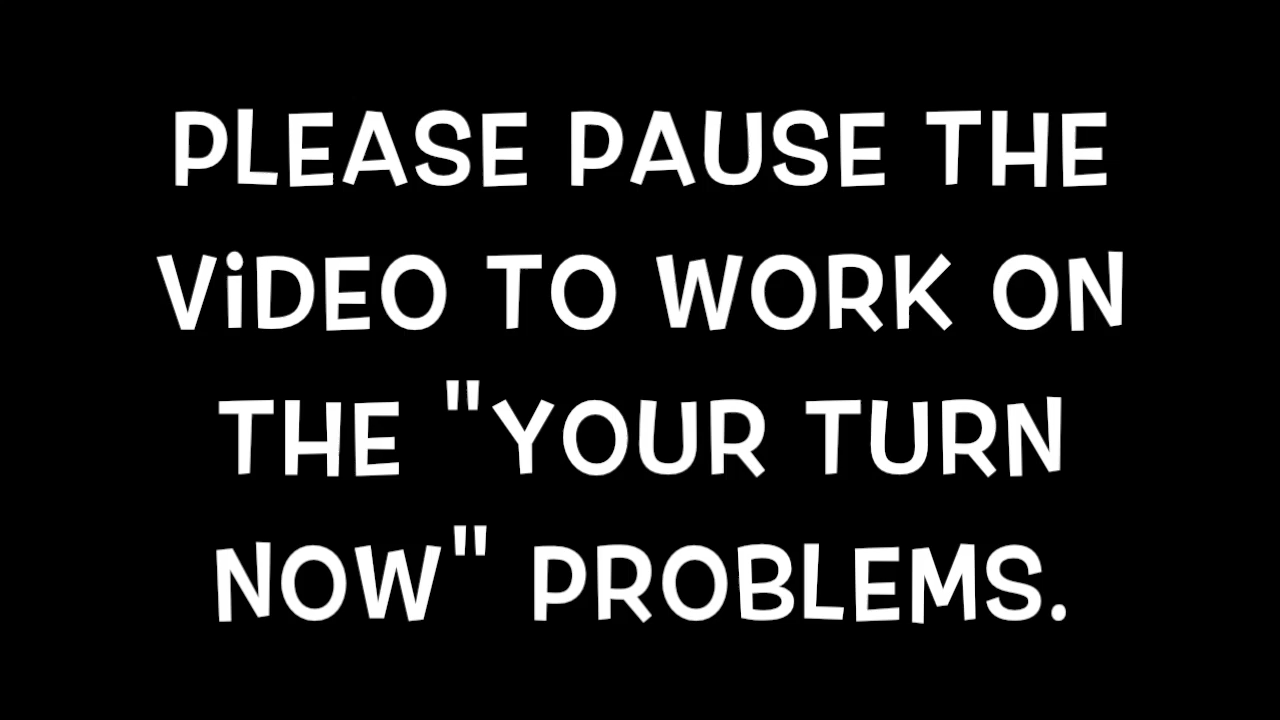 PLEASE PAUSE THE
ViDEO TO WORK ON
THE "YOUR TURN
NOW" PROBLEMS.